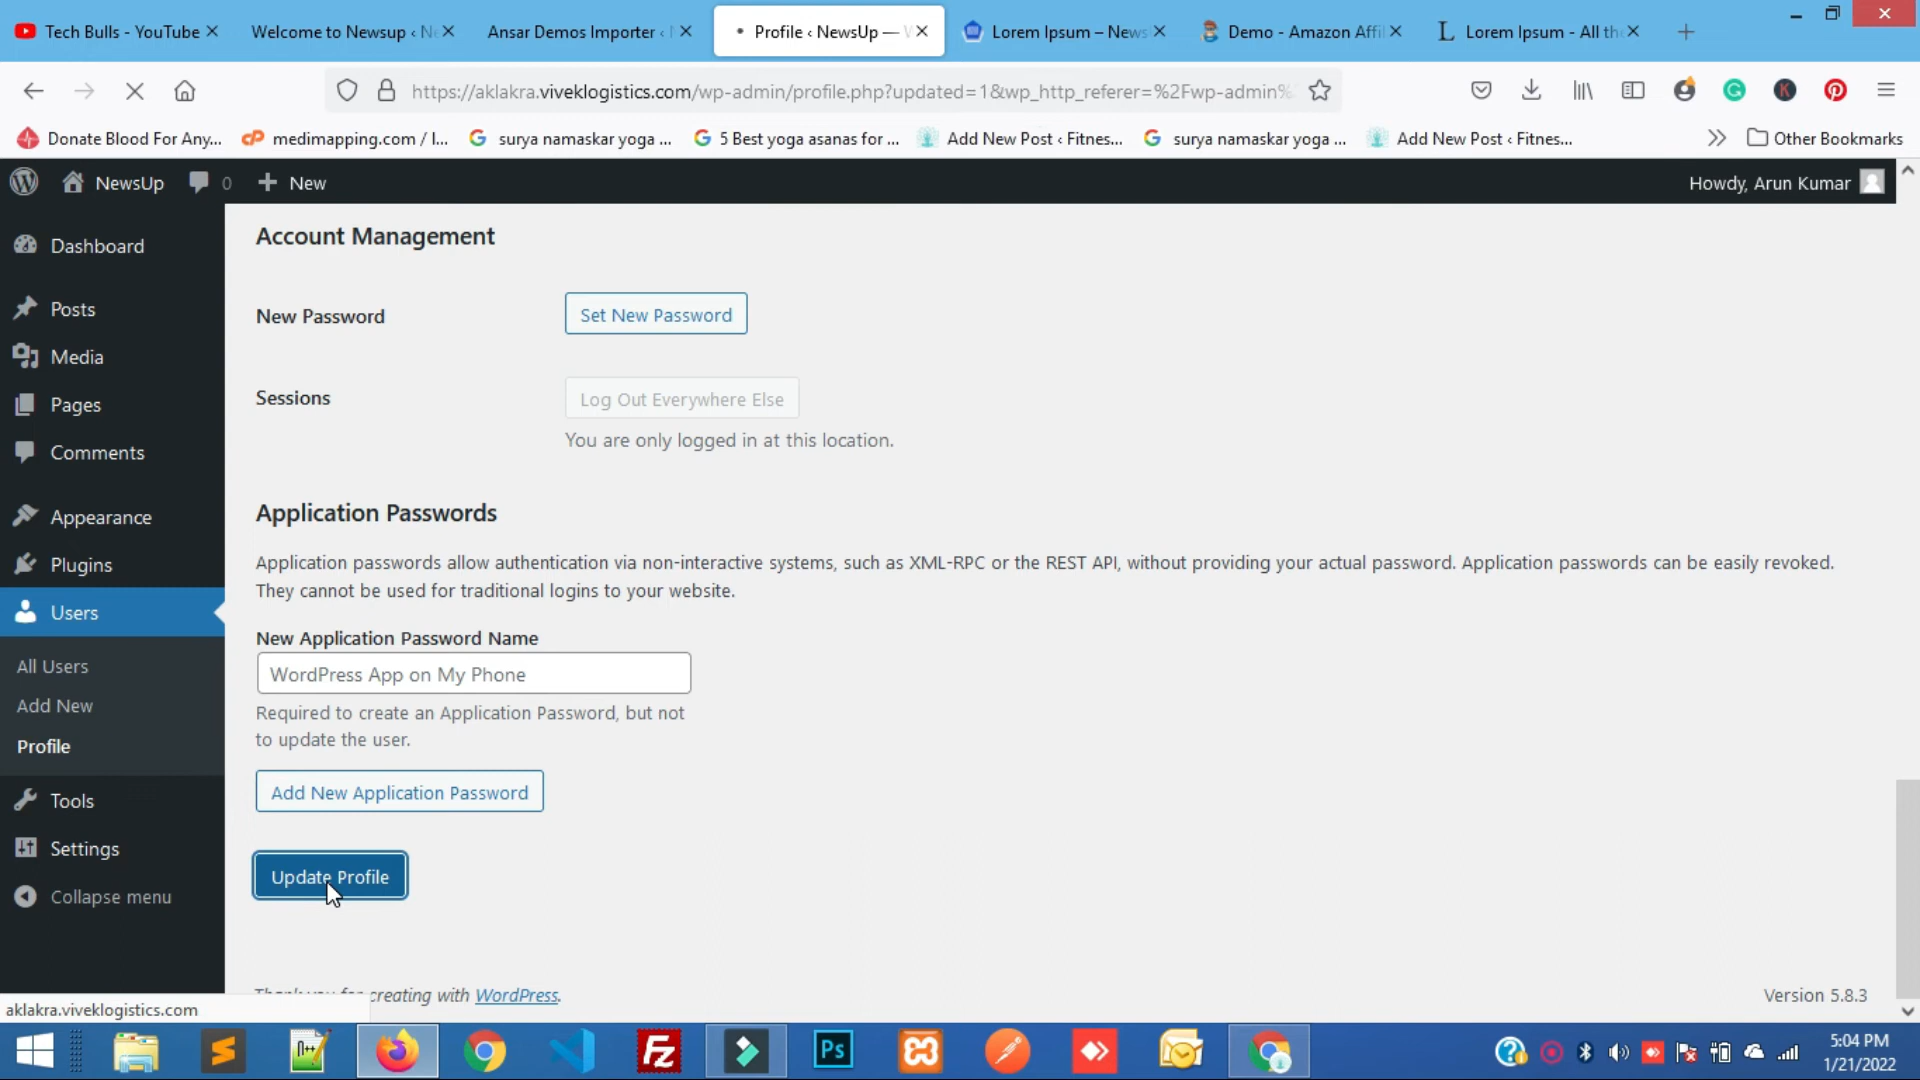 Tech Bulls - YouTube
Welcome to Newsup ‹ Ne
Ansar Demos Importer ‹
Profile ‹ NewsUp —
Lorem Ipsum – News
Demo - Amazon Affil
Lorem Ipsum - All th
https://aklakra.viveklogistics.com/wp-admin/profile.php?updated=1&wp_http_referer=%2Fwp-admin%
Donate Blood For Any...
medimapping.com / l...
surya namaskar yoga ...
5 Best yoga asanas for ...
Add New Post ‹ Fitnes...
surya namaskar yoga ...
Add New Post ‹ Fitnes...
Other Bookmarks
NewsUp
0
New
Howdy, Arun Kumar
Dashboard
Posts
Media
Pages
Comments
Appearance
Plugins
Users
All Users
Add New
Profile
Tools
Settings
Collapse menu
Account Management
New Password
Set New Password
Sessions
Log Out Everywhere Else
You are only logged in at this location.
Application Passwords
Application passwords allow authentication via non-interactive systems, such as XML-RPC or the REST API, without providing your actual password. Application passwords can be easily revoked.
They cannot be used for traditional logins to your website.
New Application Password Name
WordPress App on My Phone
Required to create an Application Password, but not
to update the user.
Add New Application Password
Update Profile
Thank you for creating with WordPress.
Version 5.8.3
aklakra.viveklogistics.com
5:04 PM
1/21/2022